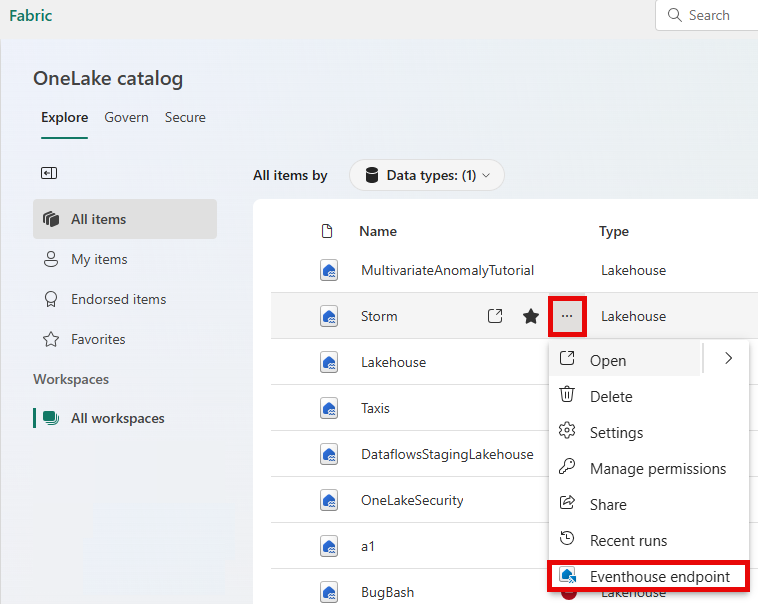 Fabric
Search
OneLake catalog
Explore Govern Secure
All items by Data types: (1)
All items
My items
Endorsed items
Favorites
Workspaces
All workspaces
Name Type
MultivariateAnomalyTutorial Lakehouse
Storm ... Lakehouse
Lakehouse
Taxis
DataflowsStagingLakehouse
OneLakeSecurity
a1
BugBash Lakehouse
Open
Delete
Settings
Manage permissions
Share
Recent runs
Eventhouse endpoint